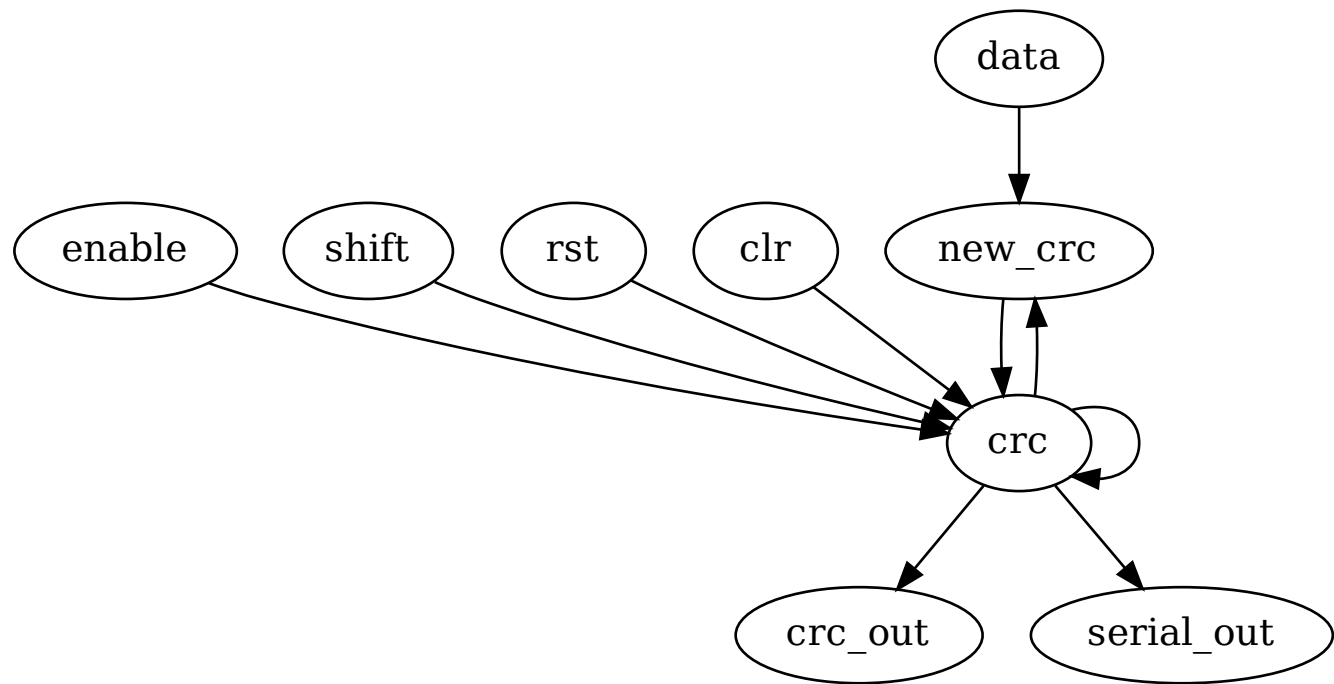 data
enable
shift
rst
clr
new_crc
crc
crc_out
serial_out